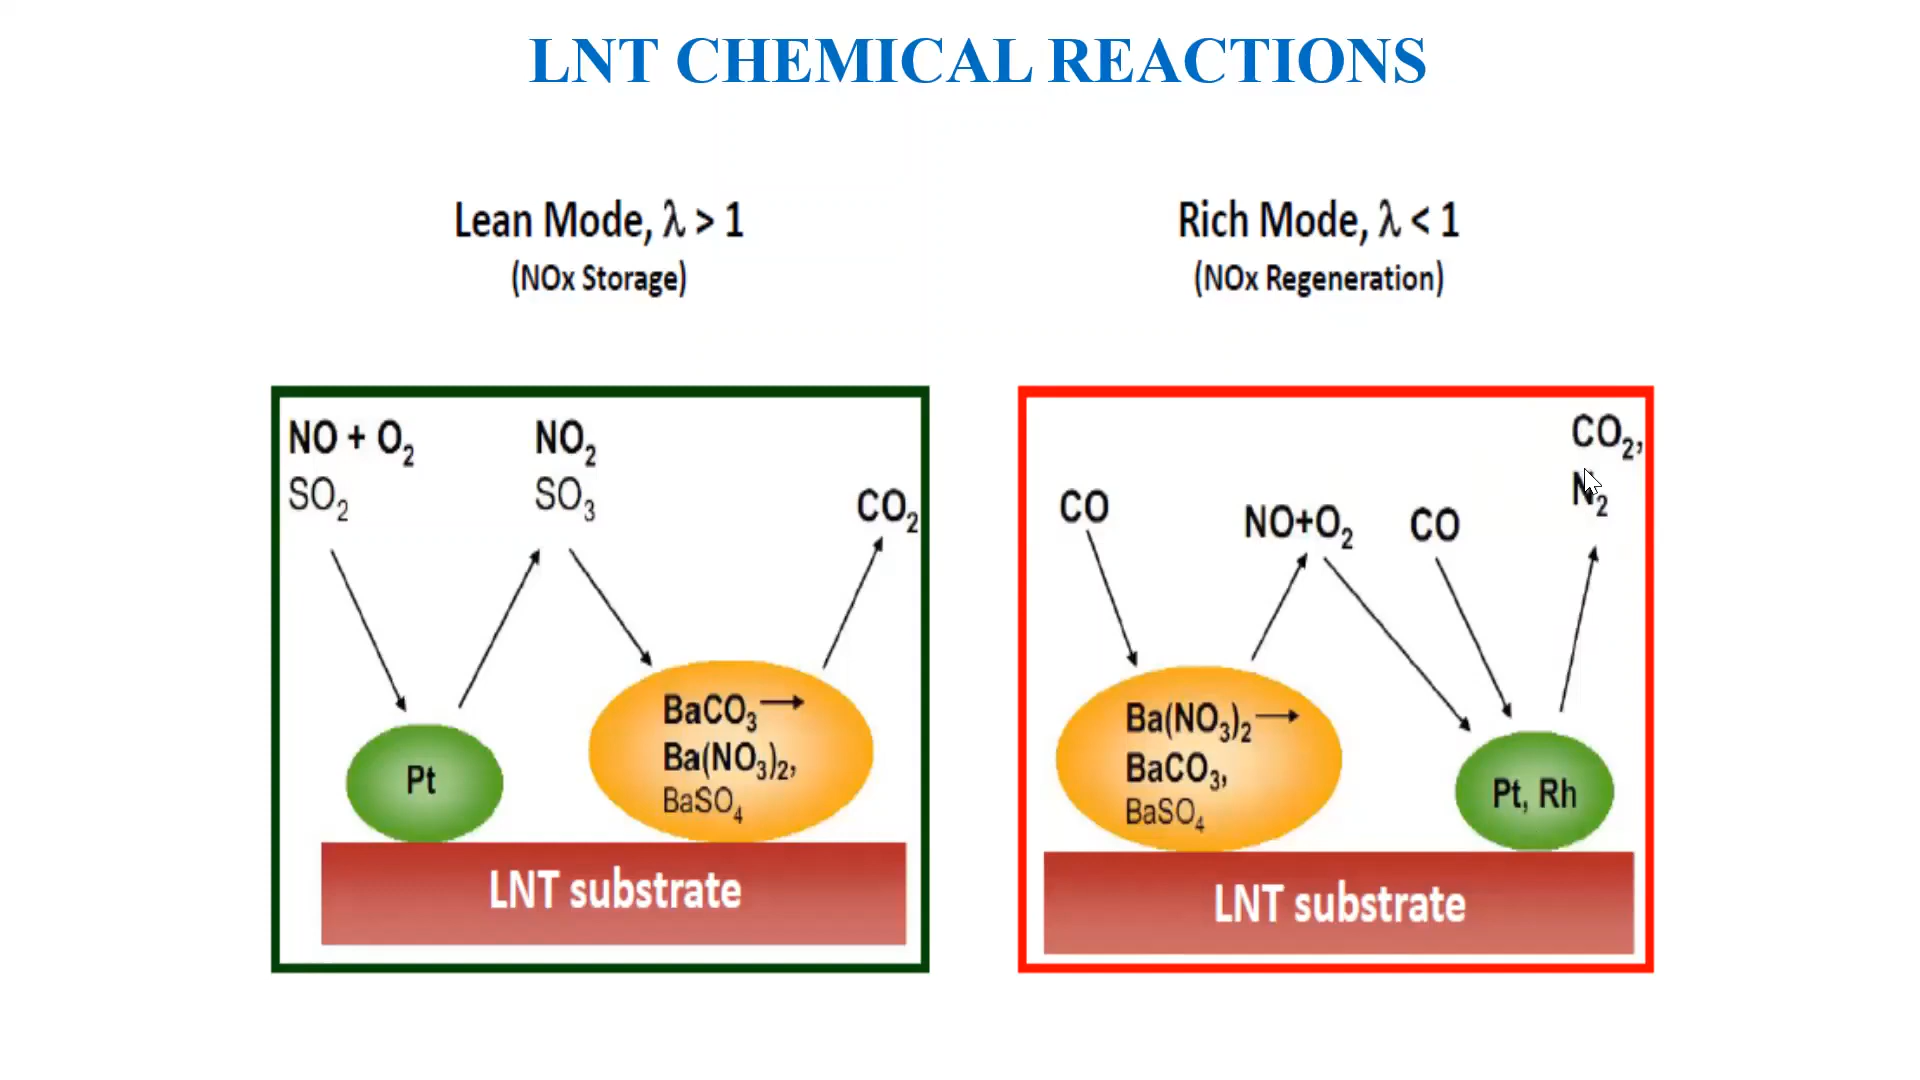 LNT CHEMICAL REACTIONS
Lean Mode, λ > 1
(NOx Storage)
NO + O₂
SO₂
NO₂
SO₃
CO₂
Pt
BaCO₃→
Ba(NO₃)₂,
BaSO₄
LNT substrate
Rich Mode, λ < 1
(NOx Regeneration)
CO
NO+O₂
CO
CO₂,
N₂
Ba(NO₃)₂→
BaCO₃,
BaSO₄
Pt, Rh
LNT substrate